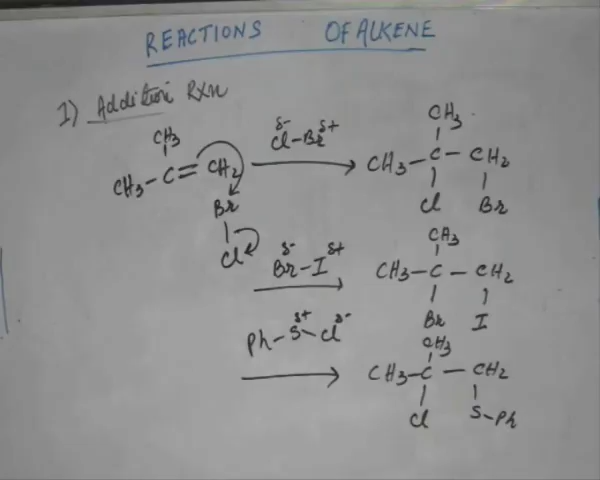 REACTIONS OF ALKENE
I) Addition Rxn
CH3
CH3-C=CH2
Br
Cl
δ- δ+
Cl-Br
CH3
CH3-C-CH2
Cl Br
δ- δ+
Br-I
CH3
CH3-C-CH2
Br I
δ+ δ-
Ph-S-Cl
CH3
CH3-C-CH2
Cl S-Ph